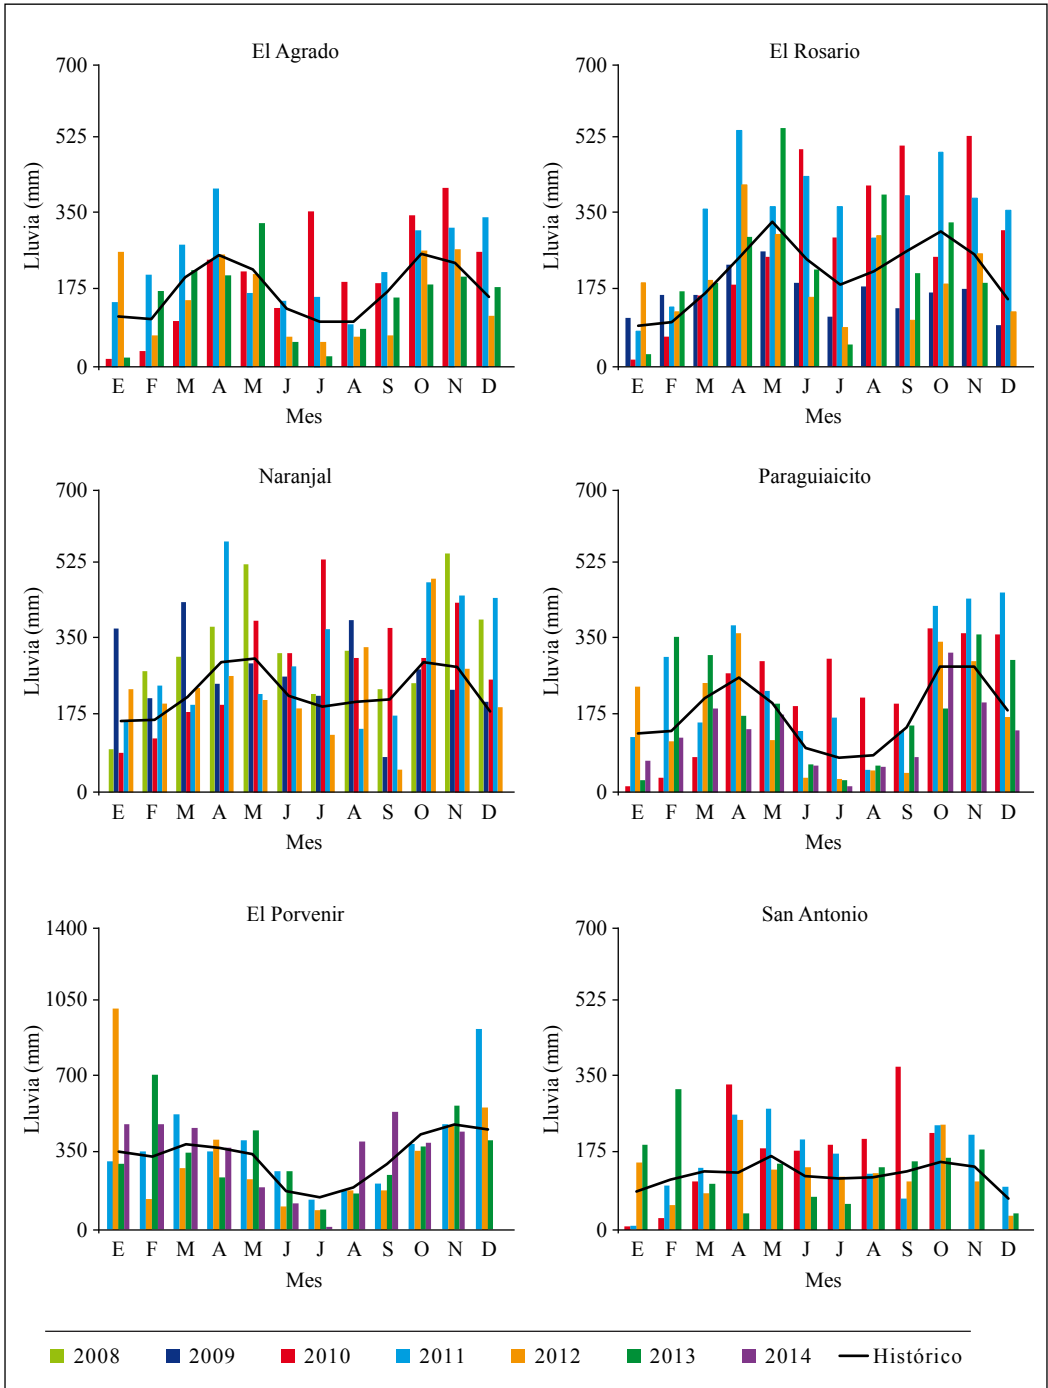 El Agrado
700
525
350
175
0
Lluvia (mm)
E F M A M J J A S O N D
Mes
El Rosario
700
525
350
175
0
Lluvia (mm)
E F M A M J J A S O N D
Mes
Naranjal
700
525
350
175
0
Lluvia (mm)
E F M A M J J A S O N D
Mes
Paraguiaicito
700
525
350
175
0
Lluvia (mm)
E F M A M J J A S O N D
Mes
El Porvenir
1400
1050
700
350
0
Lluvia (mm)
E F M A M J J A S O N D
Mes
San Antonio
700
525
350
175
0
Lluvia (mm)
E F M A M J J A S O N D
Mes
2008 2009 2010 2011 2012 2013 2014 Histórico